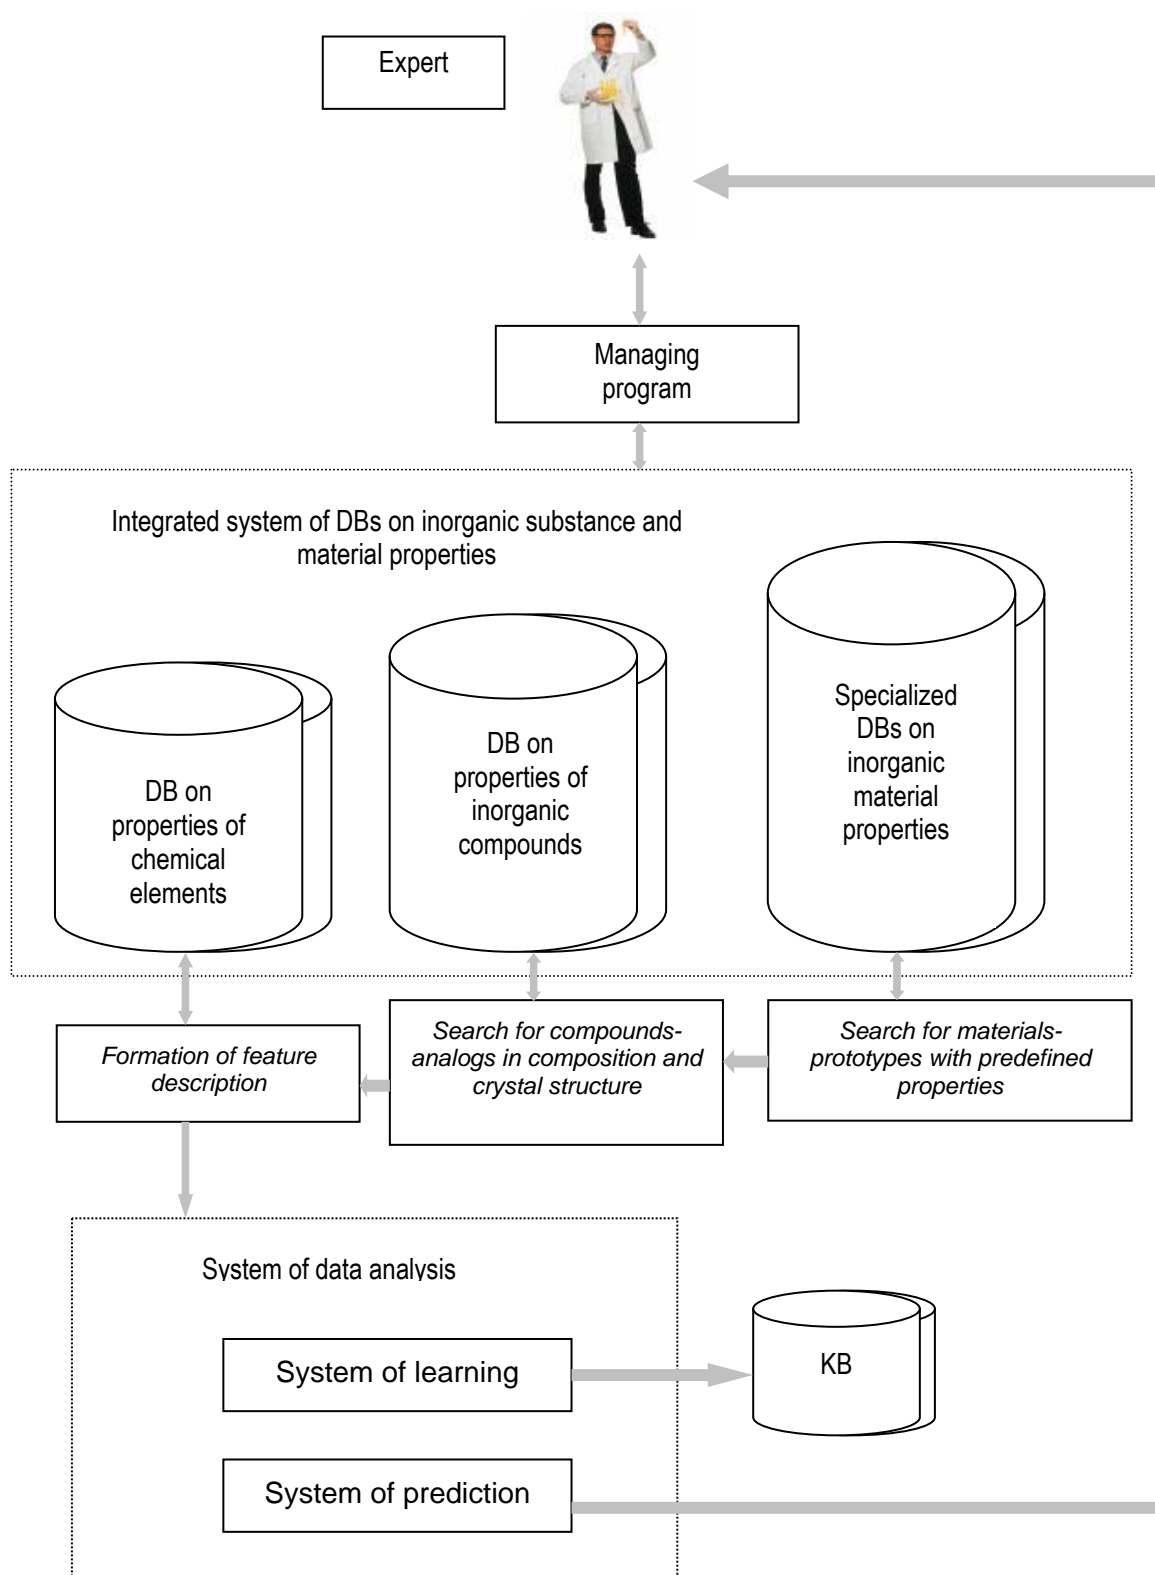 Expert
Managing
program
Integrated system of DBs on inorganic substance and
material properties
DB on
properties of
chemical
elements
DB on
properties of
inorganic
compounds
Specialized
DBs on
inorganic
material
properties
Formation of feature
description
Search for compounds-
analogs in composition and
crystal structure
Search for materials-
prototypes with predefined
properties
System of data analysis
System of learning
KB
System of prediction